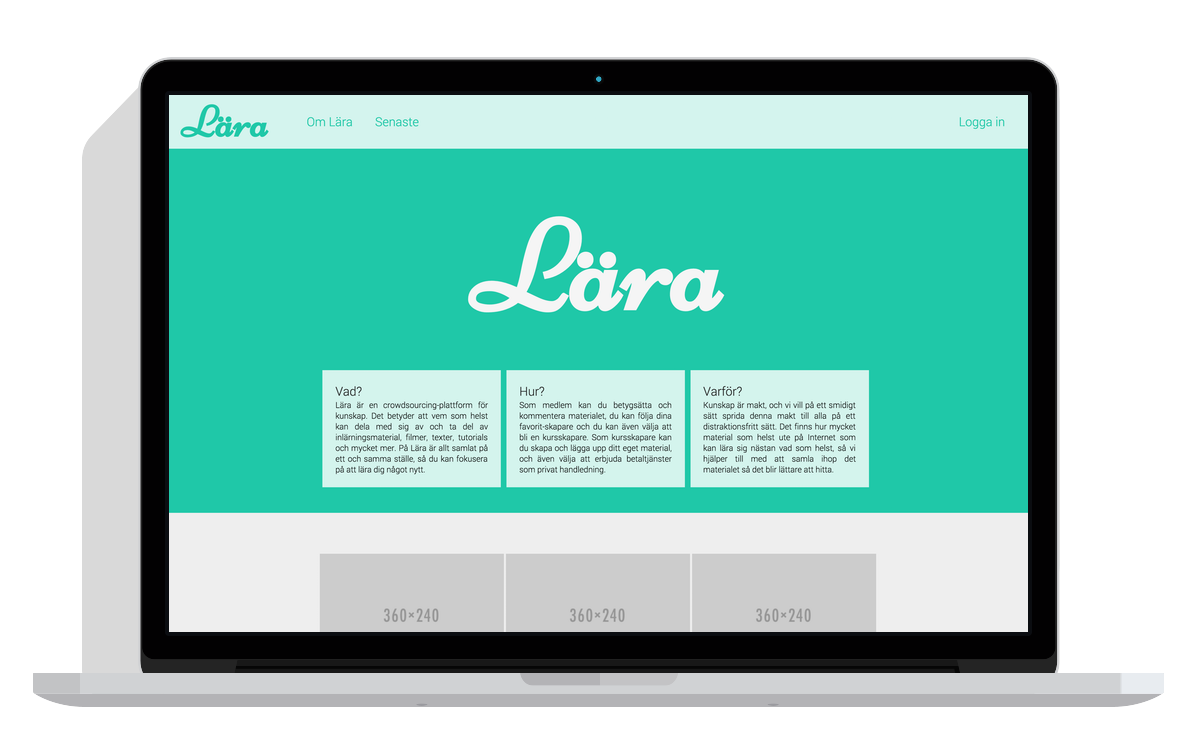 Lära
Om Lära
Senaste
Logga in
Lära
Vad?
Lära är en crowdsourcing-plattform för
kunskap. Det betyder att vem som helst
kan dela med sig av och ta del av
inlärningsmaterial, filmer, texter, tutorials
och mycket mer. På Lära är allt samlat på
ett och samma ställe, så du kan fokusera
på att lära dig något nytt.
Hur?
Som medlem kan du betygsätta och
kommentera materialet, du kan följa dina
favorit-skapare och du kan även välja att
bli en kursskapare. Som kursskapare kan
du skapa och lägga upp ditt eget material,
och även välja att erbjuda betaltjänster
som privat handledning.
Varför?
Kunskap är makt, och vi vill på ett smidigt
sätt sprida denna makt till alla på ett
distraktionsfritt sätt. Det finns hur mycket
material som helst ute på Internet som
kan lära sig nästan vad som helst, så vi
hjälper till med att samla ihop det
materialet så det blir lättare att hitta.
360×240
360×240
360×240